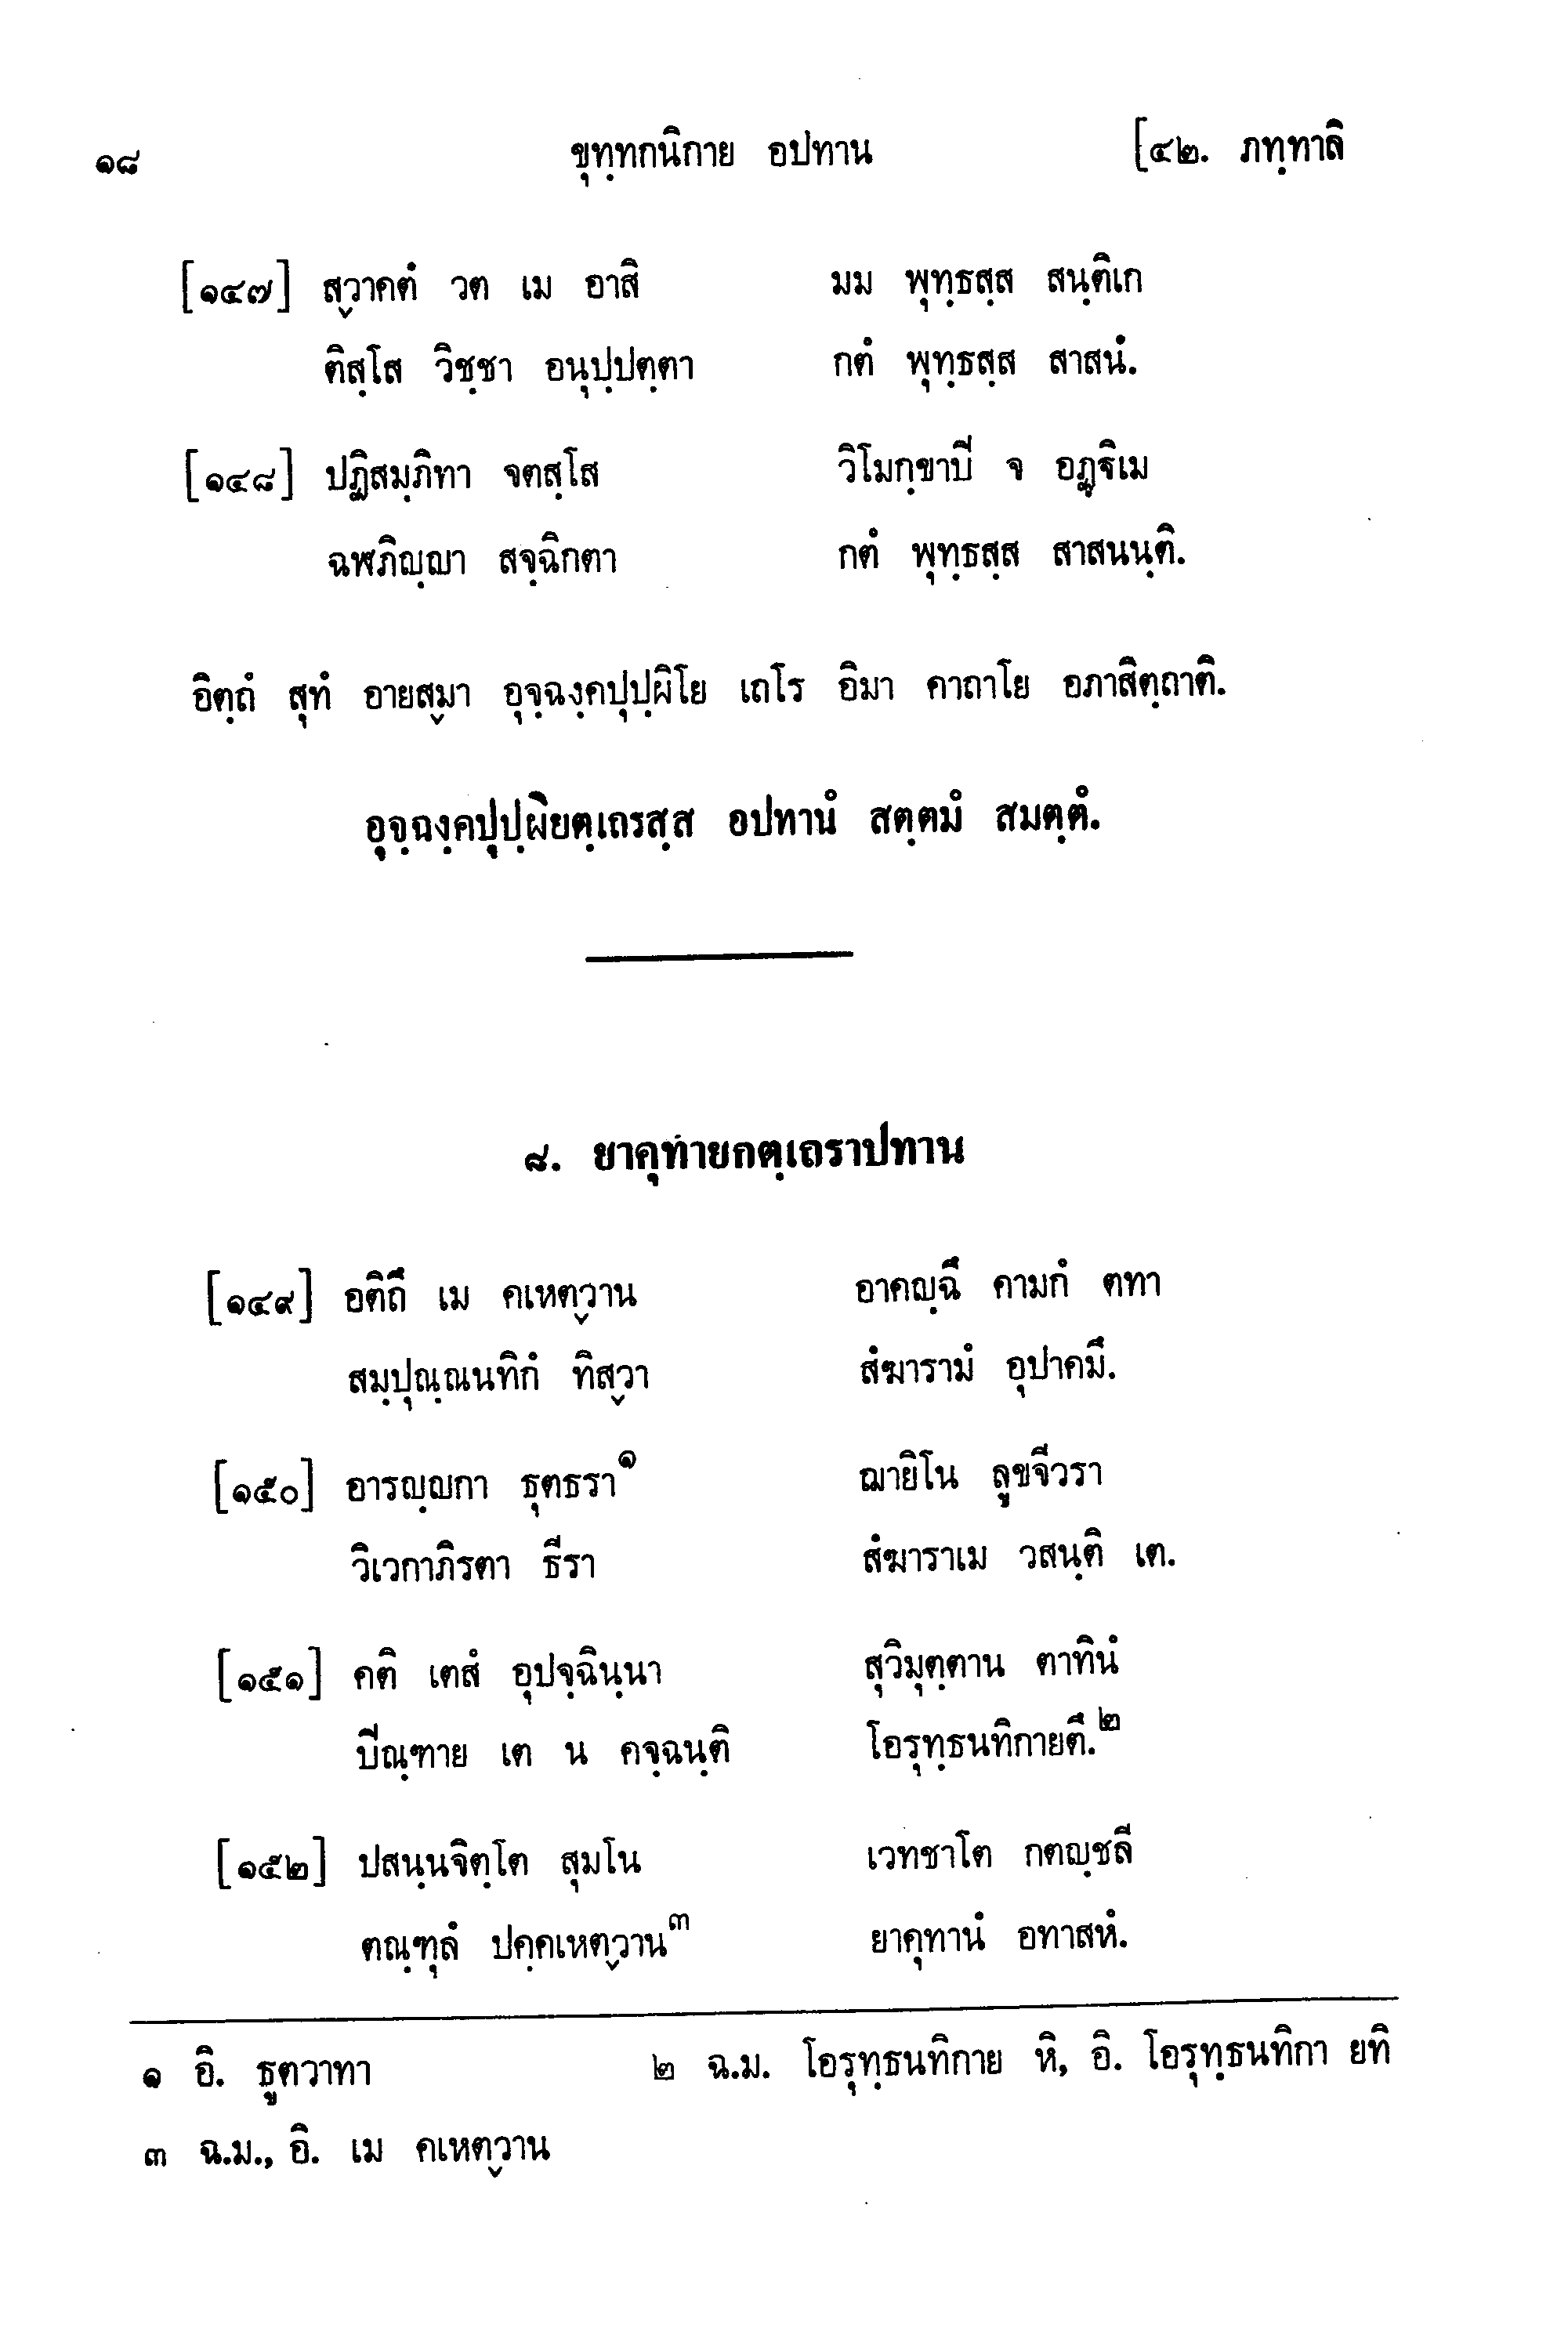 ๑๘ ขุทฺทกนิกาย อปทาน [๔๒. ภทฺทาลิ
[๑๔๗] สฺวาคตํ วต เม อาสิ มม พุทฺธสฺส สนฺติเก
ติสฺโส วิชฺชา อนุปฺปตฺตา กตํ พุทฺธสฺส สาสนํ.
[๑๔๘] ปฏิสมฺภิทา จตสฺโส วิโมกฺขาปิ จ อฏฺฐิเม
ฉฬภิญฺญา สจฺฉิกตา กตํ พุทฺธสฺส สาสนนฺติ.
อิตฺถํ สุทํ อายสฺมา อุจฺฉงฺคปุปฺผิโย เถโร อิมา คาถาโย อภาสิตฺถาติ.
อุจฺฉงฺคปุปฺผิยตฺเถรสฺส อปทานํ สตฺตมํ สมตฺตํ.
๘. ยาคุทายกตฺเถราปทาน
[๑๔๙] อติถึ เม คเหตฺวาน อาคญฺฉึ คามกํ ตทา
สมฺปุณฺณนทิกํ ทิสฺวา สํฆารามํ อุปาคมึ.
[๑๕๐] อารญฺญกา ธุตธรา๑ ฌายิโน ลูขจีวรา
วิเวกาภิรตา ธีรา สํฆาราเม วสนฺติ เต.
[๑๕๑] คติ เตสํ อุปจฺฉินฺนา สุวิมุตฺตาน ตาทินํ
ปิณฺฑาย เต น คจฺฉนฺติ โอรุทฺธนทิกายตึ.๒
[๑๕๒] ปสนฺนจิตฺโต สุมโน เวทชาโต กตญฺชลี
ตณฺฑุลํ ปคฺคเหตฺวาน๓ ยาคุทานํ อทาสหํ.
๑ อิ. ธูตวาทา ๒ ฉ.ม. โอรุทฺธนทิกาย หิ, อิ. โอรุทฺธนทิกา ยทิ
๓ ฉ.ม., อิ. เม คเหตฺวาน